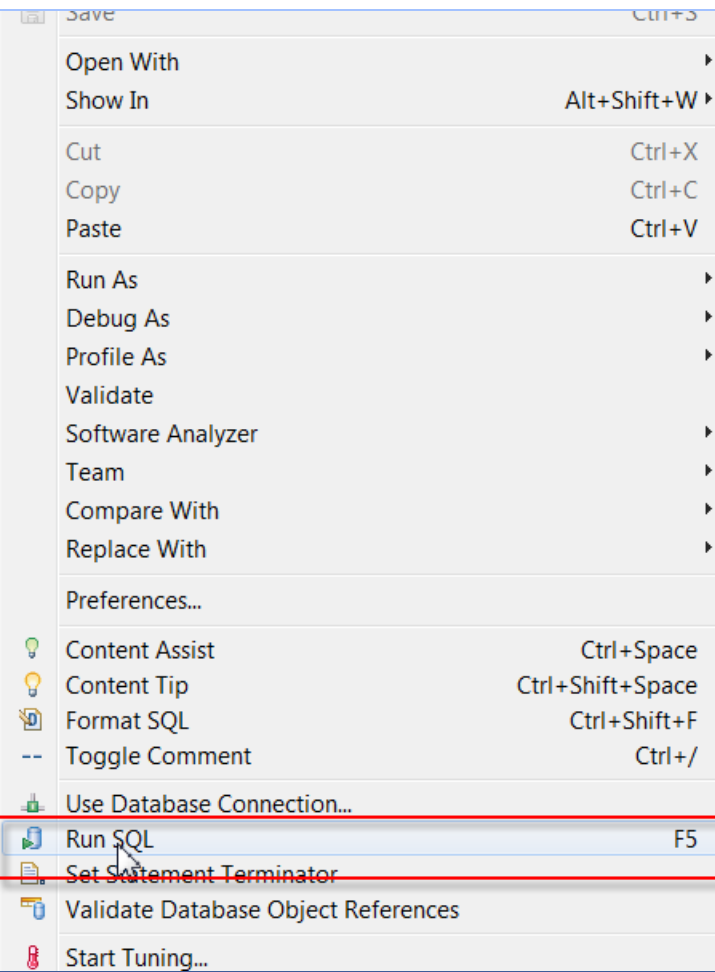 Save Ctrl+S
Open With
Show In Alt+Shift+W
Cut Ctrl+X
Copy Ctrl+C
Paste Ctrl+V
Run As
Debug As
Profile As
Validate
Software Analyzer
Team
Compare With
Replace With
Preferences...
Content Assist Ctrl+Space
Content Tip Ctrl+Shift+Space
Format SQL Ctrl+Shift+F
Toggle Comment Ctrl+/
Use Database Connection...
Run SQL F5
Set Statement Terminator
Validate Database Object References
Start Tuning...